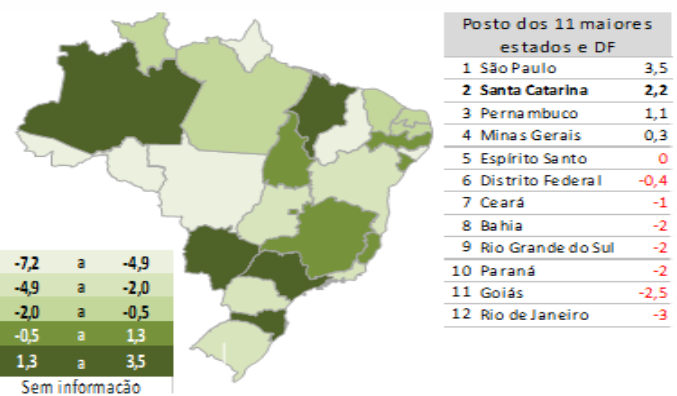 Posto dos 11 maiores
estados e DF
1 São Paulo 3,5
2 Santa Catarina 2,2
3 Pernambuco 1,1
4 Minas Gerais 0,3
5 Espírito Santo 0
6 Distrito Federal -0,4
7 Ceará -1
8 Bahia -2
9 Rio Grande do Sul -2
10 Paraná -2
11 Goiás -2,5
12 Rio de Janeiro -3
-7,2 a -4,9
-4,9 a -2,0
-2,0 a -0,5
-0,5 a 1,3
1,3 a 3,5
Sem informacão